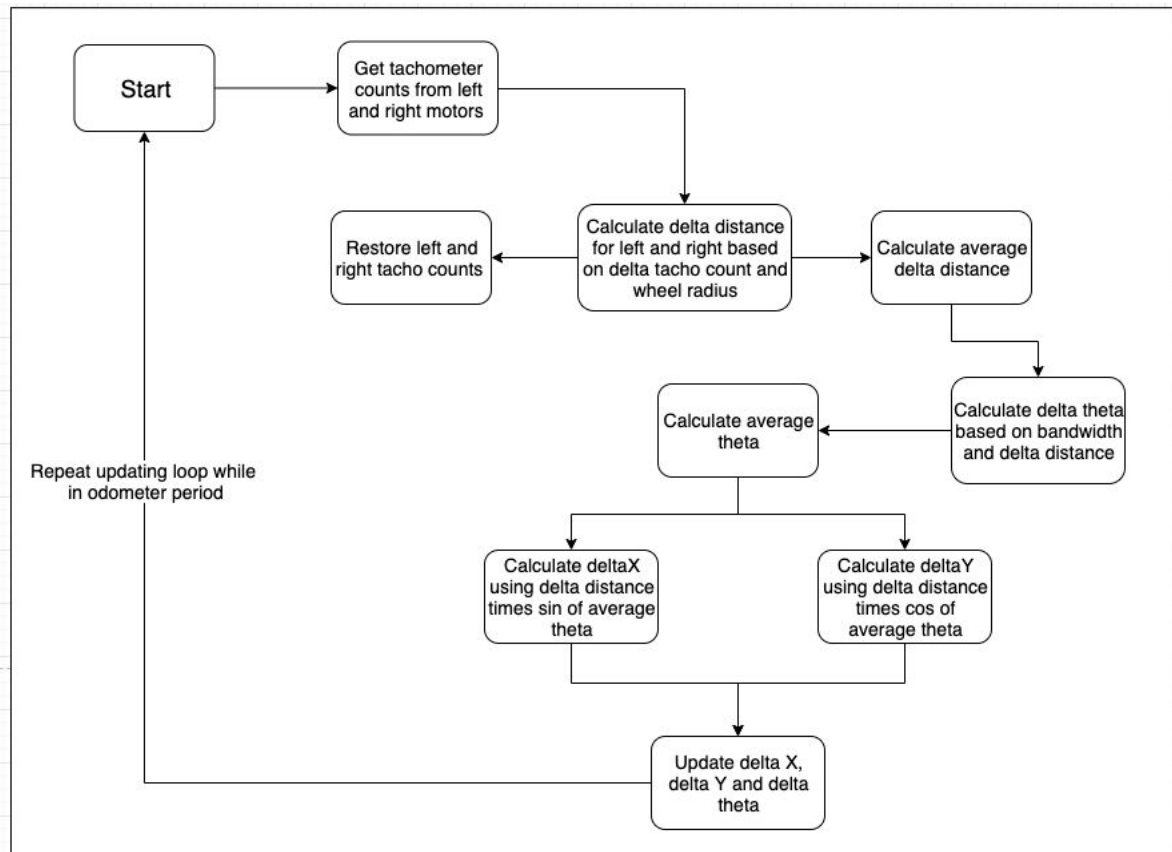 Start
Get tachometer
counts from left
and right motors
Restore left and
right tacho counts
Calculate delta distance
for left and right based
on delta tacho count and
wheel radius
Calculate average
delta distance
Calculate delta theta
based on bandwidth
and delta distance
Calculate average
theta
Repeat updating loop while
in odometer period
Calculate deltaX
using delta distance
times sin of average
theta
Calculate deltaY
using delta distance
times cos of
average theta
Update delta X,
delta Y and delta
theta